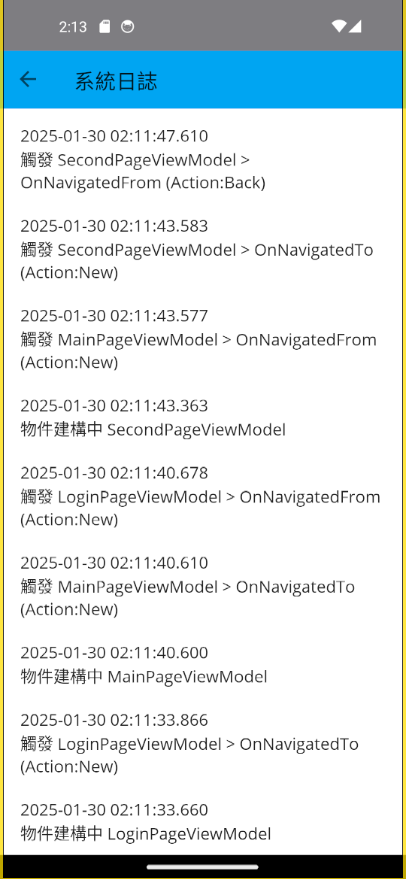 2:13
系統日誌
2025-01-30 02:11:47.610
觸發 SecondPageViewModel >
OnNavigatedFrom (Action:Back)
2025-01-30 02:11:43.583
觸發 SecondPageViewModel > OnNavigatedTo
(Action:New)
2025-01-30 02:11:43.577
觸發 MainPageViewModel > OnNavigatedFrom
(Action:New)
2025-01-30 02:11:43.363
物件建構中 SecondPageViewModel
2025-01-30 02:11:40.678
觸發 LoginPageViewModel > OnNavigatedFrom
(Action:New)
2025-01-30 02:11:40.610
觸發 MainPageViewModel > OnNavigatedTo
(Action:New)
2025-01-30 02:11:40.600
物件建構中 MainPageViewModel
2025-01-30 02:11:33.866
觸發 LoginPageViewModel > OnNavigatedTo
(Action:New)
2025-01-30 02:11:33.660
物件建構中 LoginPageViewModel